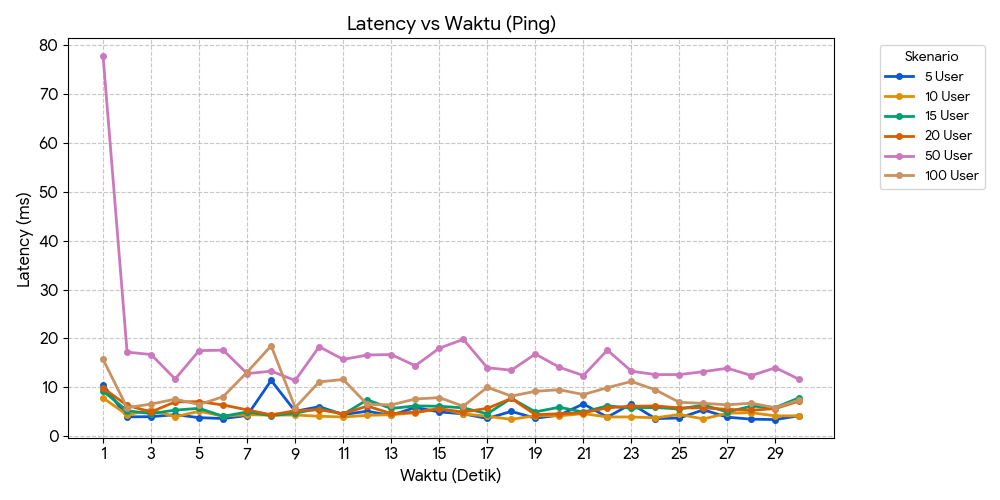 Latency vs Waktu (Ping)
Latency (ms)
80
70
60
50
40
30
20
10
0
1 3 5 7 9 11 13 15 17 19 21 23 25 27 29
Waktu (Detik)
Skenario
5 User
10 User
15 User
20 User
50 User
100 User